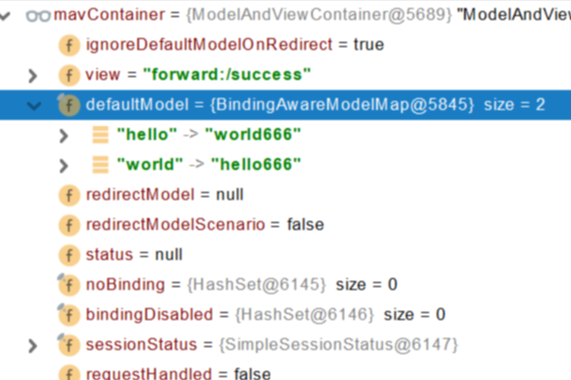 mavContainer = {ModelAndViewContainer@5689} "ModelAndView
f ignoreDefaultModelOnRedirect = true
f view = "forward:/success"
f defaultModel = {BindingAwareModelMap@5845} size = 2
"hello" -> "world666"
"world" -> "hello666"
f redirectModel = null
f redirectModelScenario = false
f status = null
f noBinding = {HashSet@6145} size = 0
f bindingDisabled = {HashSet@6146} size = 0
f sessionStatus = {SimpleSessionStatus@6147}
f requestHandled = false